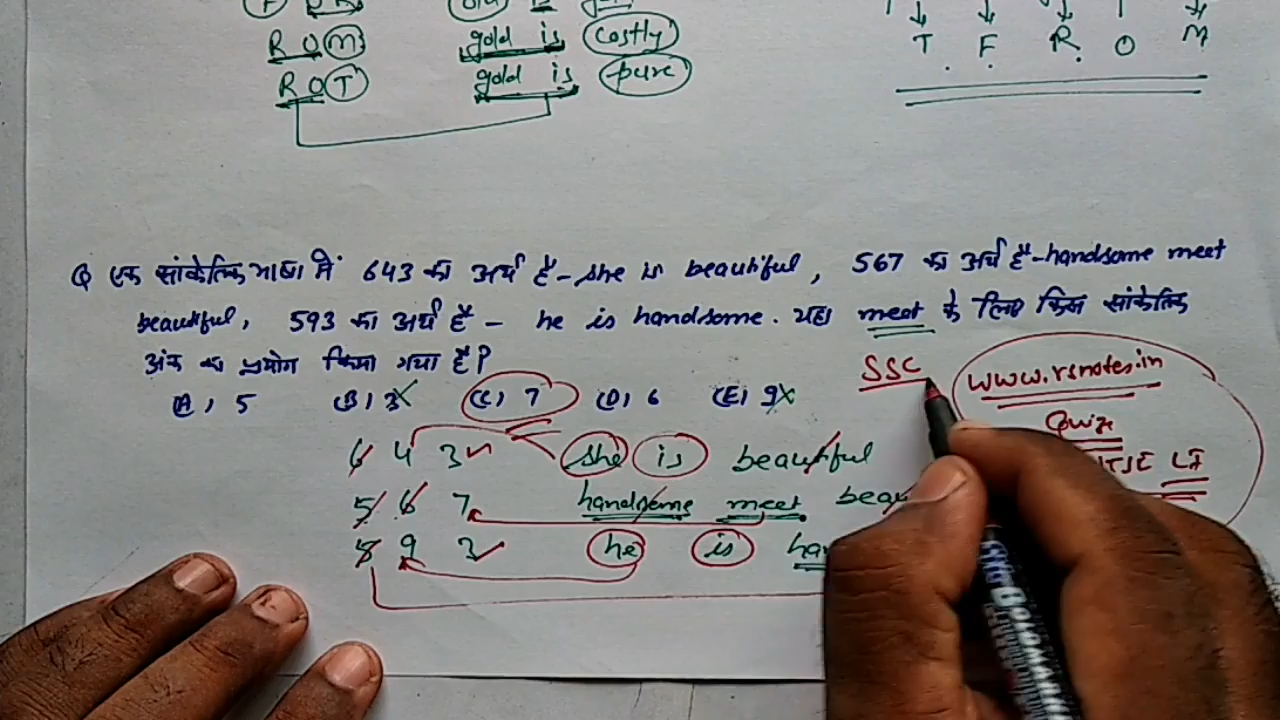 R O M gold is costly T F R O M
R O T gold is pure
Q एक सांकेतिक भाषा में 643 का अर्थ है - she is beautiful, 567 का अर्थ है - handsome meet
beautiful, 593 का अर्थ है - he is handsome. यहा meet के लिए किस सांकेतिक
अंक का प्रयोग किया गया है?
SSC www.rsnotes.in
(A) 5 (B) 3 (C) 7 (D) 6 (E) 9
Quiz
6 4 3 she is beautiful
5 6 7 handsome meet
5 9 3 he is